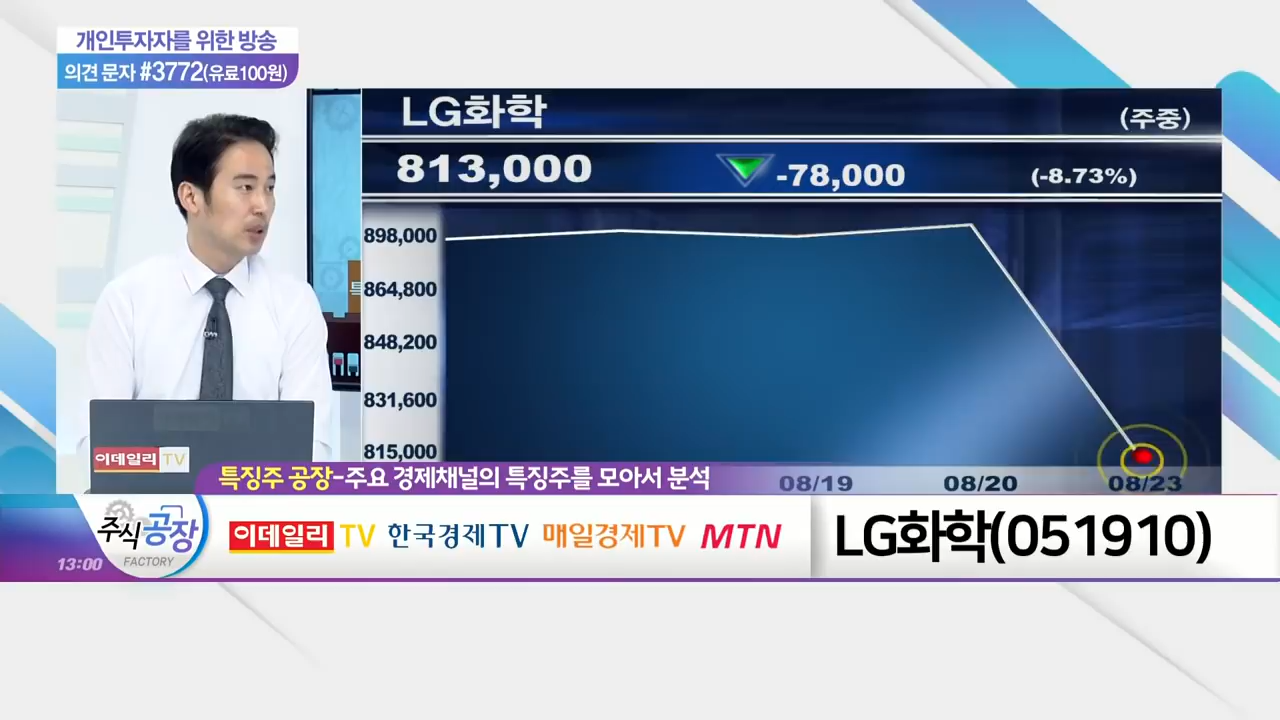 개인투자자를 위한 방송
의견 문자 #3772(유료100원)
LG화학
(주중)
813,000
-78,000
(-8.73%)
898,000
864,800
848,200
831,600
815,000
08/19
08/20
08/23
이데일리 TV
특징주 공장-주요 경제채널의 특징주를 모아서 분석
주식공장
FACTORY
13:00
이데일리 TV 한국경제TV 매일경제TV MTN
LG화학(051910)